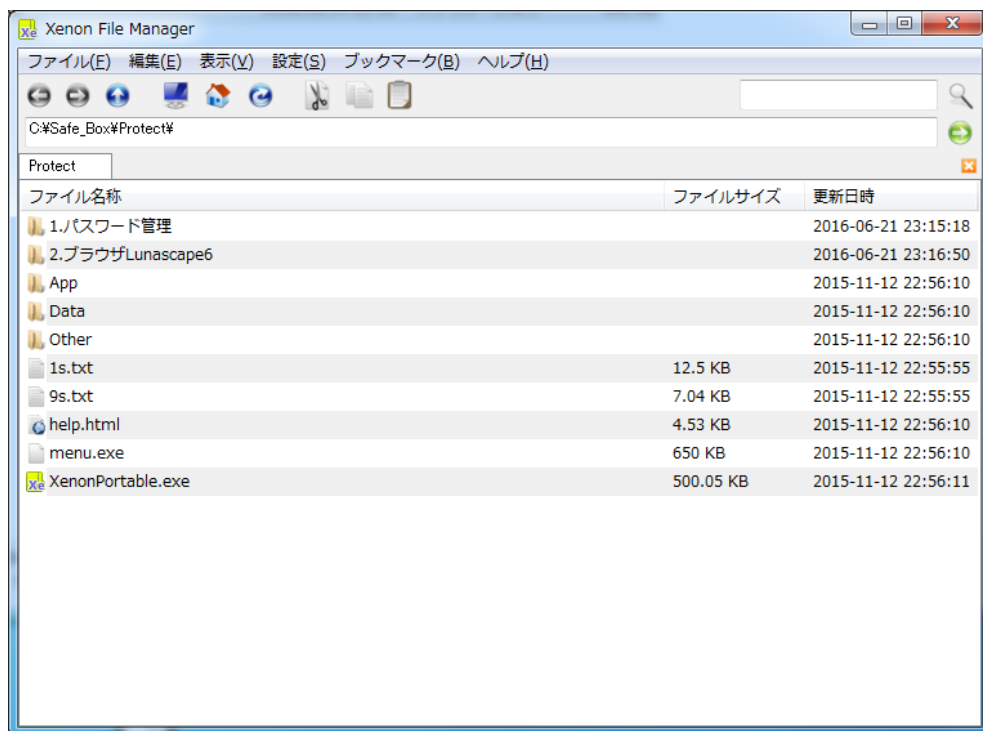 Xenon File Manager
ファイル(F) 編集(E) 表示(V) 設定(S) ブックマーク(B) ヘルプ(H)
C:¥Safe_Box¥Protect¥
Protect
ファイル名称 ファイルサイズ 更新日時
1.パスワード管理 2016-06-21 23:15:18
2.ブラウザLunascape6 2016-06-21 23:16:50
App 2015-11-12 22:56:10
Data 2015-11-12 22:56:10
Other 2015-11-12 22:56:10
1s.txt 12.5 KB 2015-11-12 22:55:55
9s.txt 7.04 KB 2015-11-12 22:55:55
help.html 4.53 KB 2015-11-12 22:56:10
menu.exe 650 KB 2015-11-12 22:56:10
Xe XenonPortable.exe 500.05 KB 2015-11-12 22:56:11